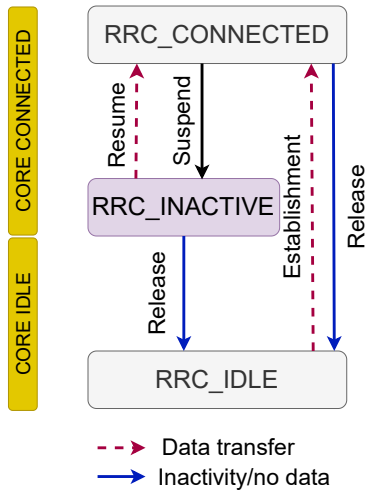 RRC_CONNECTED
CORE CONNECTED
Resume
Suspend
Establishment
Release
RRC_INACTIVE
CORE IDLE
Release
RRC_IDLE
Data transfer
Inactivity/no data